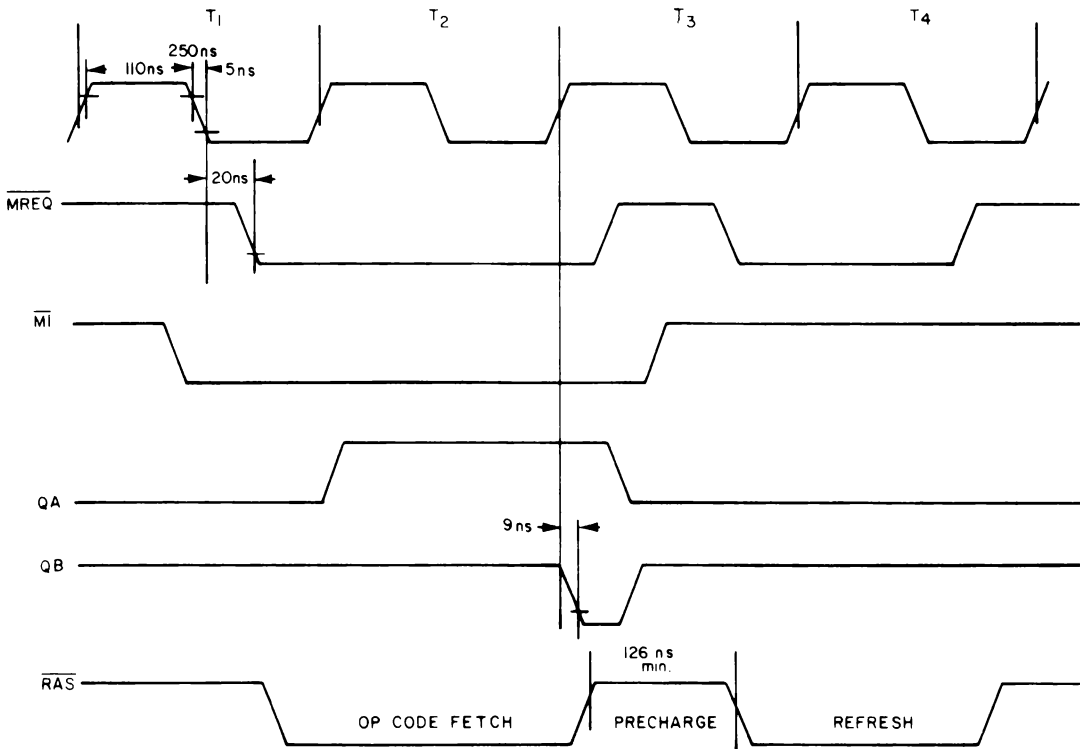 T1 T2 T3 T4
250ns
110ns 5ns
20ns
MREQ
M1
QA
9ns
QB
126 ns
min.
RAS OP CODE FETCH PRECHARGE REFRESH